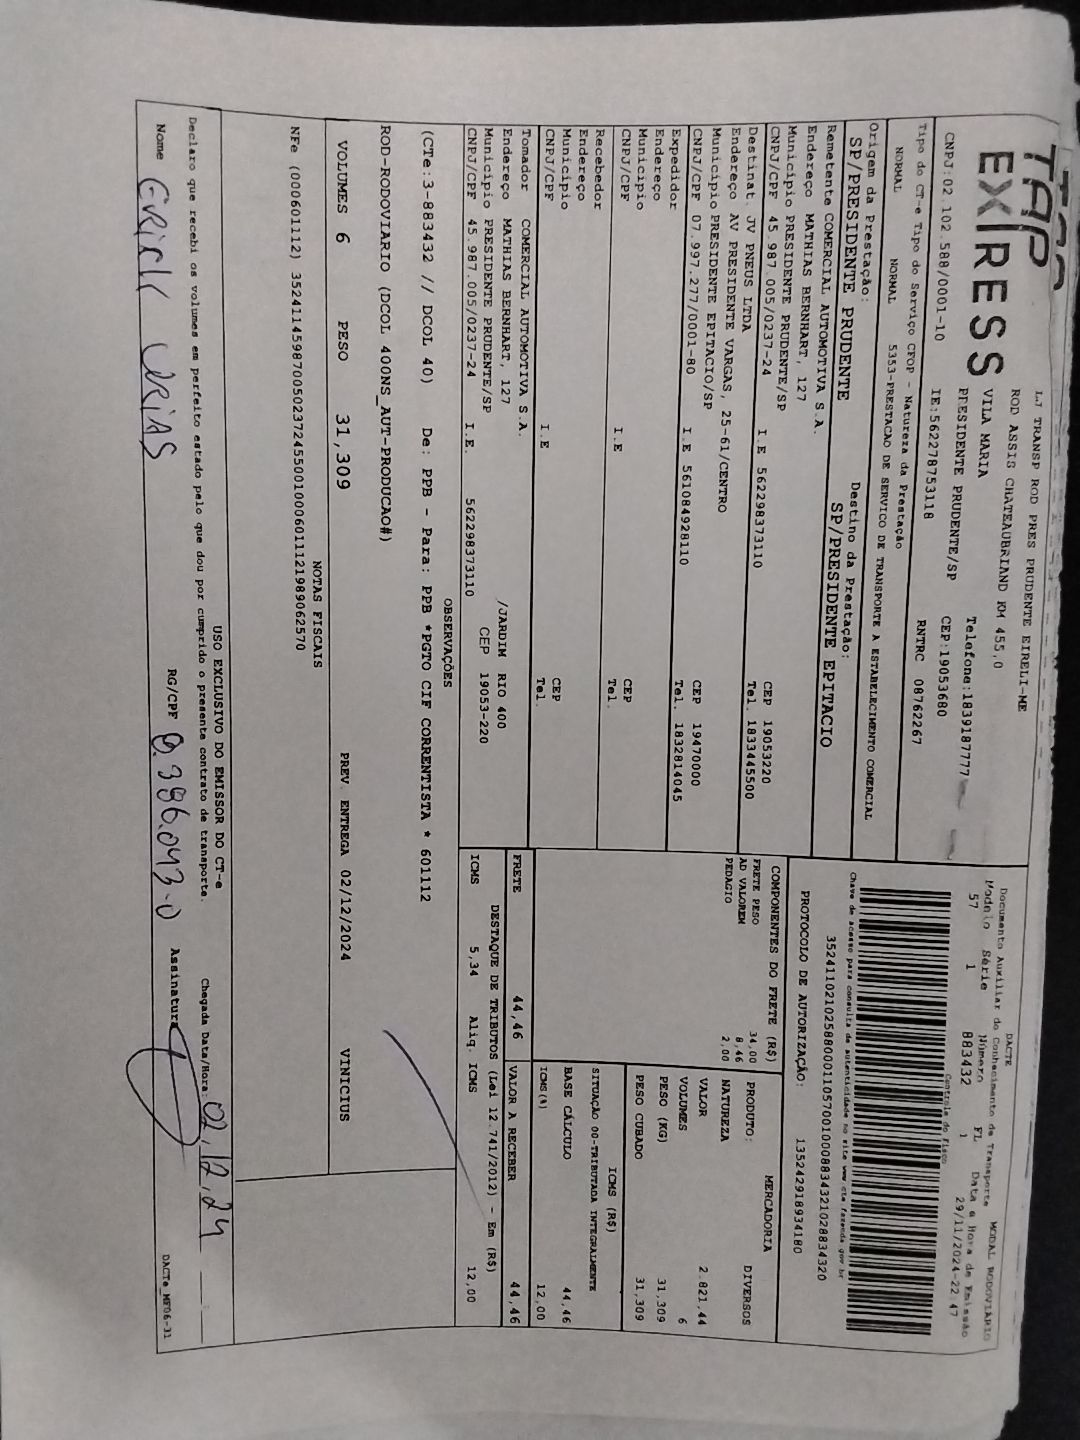 TAP
EX/RESS
LJ TRANSP ROD PRES PRUDENTE EIRELI-ME
ROD ASSIS CHATEAUBRIAND KM 455,0
VILA MARIA Telefone:1839187777
PRESIDENTE PRUDENTE/SP CEP:19053680
CNPJ:02.102.588/0001-10 IE:562278753118 RNTRC 08762267
Tipo do CT-e Tipo do Serviço CFOP - Natureza da Prestação
NORMAL NORMAL 5353-PRESTACAO DE SERVICO DE TRANSPORTE A ESTABELECIMENTO COMERCIAL
Origem da Prestação: Destino da Prestação:
SP/PRESIDENTE PRUDENTE SP/PRESIDENTE EPITACIO
DACTE MODAL RODOVIÁRIO
Documento Auxiliar do Conhecimento de Transporte
Modelo Série Número FL Data e Hora de Emissão
57 1 883432 1 29/11/2024-22:47
Controle do Fisco
Chave de acesso para consulta de autenticidade no site www.cte.fazenda.gov.br
35241102102588000110570010008834321028834320
PROTOCOLO DE AUTORIZAÇÃO: 135242918934180
Remetente COMERCIAL AUTOMOTIVA S.A.
Endereço MATHIAS BERNHART, 127
Município PRESIDENTE PRUDENTE/SP CEP 19053220
CNPJ/CPF 45.987.005/0237-24 I.E 562298373110 Tel. 1833445500
Destinat. JV PNEUS LTDA
Endereço AV PRESIDENTE VARGAS, 25-61/CENTRO
Município PRESIDENTE EPITACIO/SP CEP 19470000
CNPJ/CPF 07.997.277/0001-80 I.E 561084928110 Tel. 1832814045
Expedidor
Endereço
Município CEP
CNPJ/CPF I.E Tel.
Recebedor
Endereço
Município CEP
CNPJ/CPF I.E Tel.
Tomador COMERCIAL AUTOMOTIVA S.A.
Endereço MATHIAS BERNHART, 127 /JARDIM RIO 400
Município PRESIDENTE PRUDENTE/SP CEP 19053-220
CNPJ/CPF 45.987.005/0237-24 I.E. 562298373110
COMPONENTES DO FRETE (R$)
FRETE PESO 34,00
AD VALOREM 8,46
PEDAGIO 2,00
MERCADORIA
PRODUTO: DIVERSOS
NATUREZA
VALOR 2.821,44
VOLUMES 6
PESO (KG) 31,309
PESO CUBADO 31,309
ICMS (R$)
SITUAÇÃO 00-TRIBUTADA INTEGRALMENTE
BASE CÁLCULO 44,46
ICMS(%) 12,00
FRETE 44,46 VALOR A RECEBER 44,46
DESTAQUE DE TRIBUTOS (Lei 12.741/2012) - Em (R$)
ICMS 5,34 Aliq. ICMS 12,00
OBSERVAÇÕES
(CTe:3-883432 // DCOL 40) De: PPB - Para: PPB *PGTO CIF CORRENTISTA * 601112
ROD-RODOVIARIO (DCOL 400NS_AUT-PRODUCAO#)
VOLUMES 6 PESO 31,309 PREV. ENTREGA 02/12/2024 VINICIUS
NOTAS FISCAIS
NFe (000601112) 35241145987005023724550010006011121989062570
USO EXCLUSIVO DO EMISSOR DO CT-e
Declaro que recebi os volumes em perfeito estado pelo que dou por cumprido o presente contrato de transporte. Chegada Data/Hora: 02.12.24
Nome RG/CPF Assinatura
DACTe_MF06-31